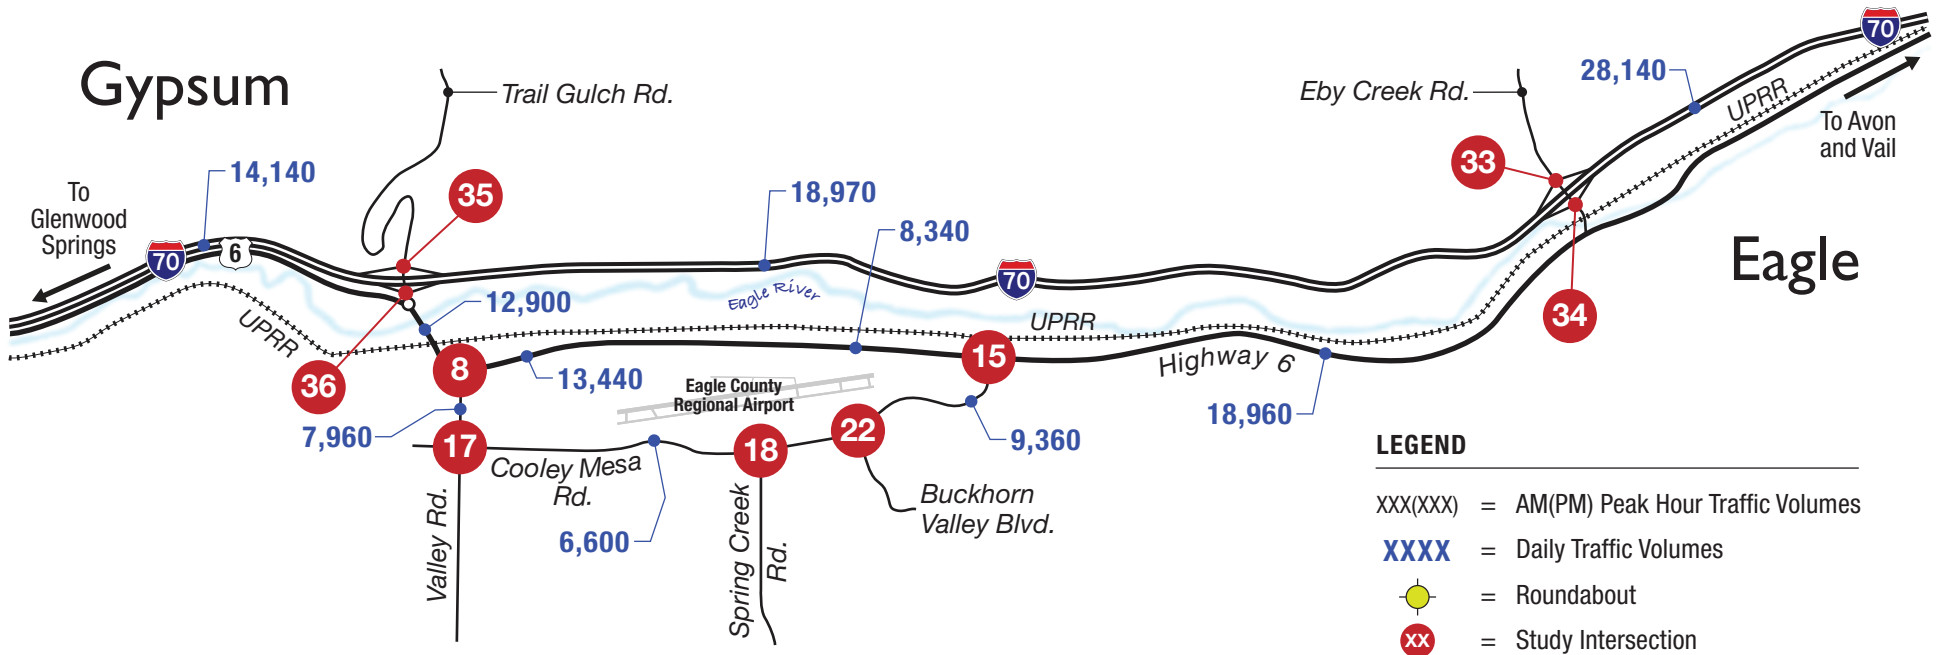 Gypsum
Trail Gulch Rd.
Eby Creek Rd.
28,140
70
UPRR
To Avon
and Vail
33
14,140
35
18,970
8,340
To
Glenwood
Springs
70
6
70
Eagle
12,900
Eagle River
34
UPRR
UPRR
36
8
13,440
15
Highway 6
Eagle County
Regional Airport
18,960
7,960
17
18
22
9,360
Cooley Mesa
Rd.
6,600
Valley Rd.
Spring Creek
Rd.
Buckhorn
Valley Blvd.
LEGEND
XXX(XXX) = AM(PM) Peak Hour Traffic Volumes
XXXX = Daily Traffic Volumes
= Roundabout
XX = Study Intersection